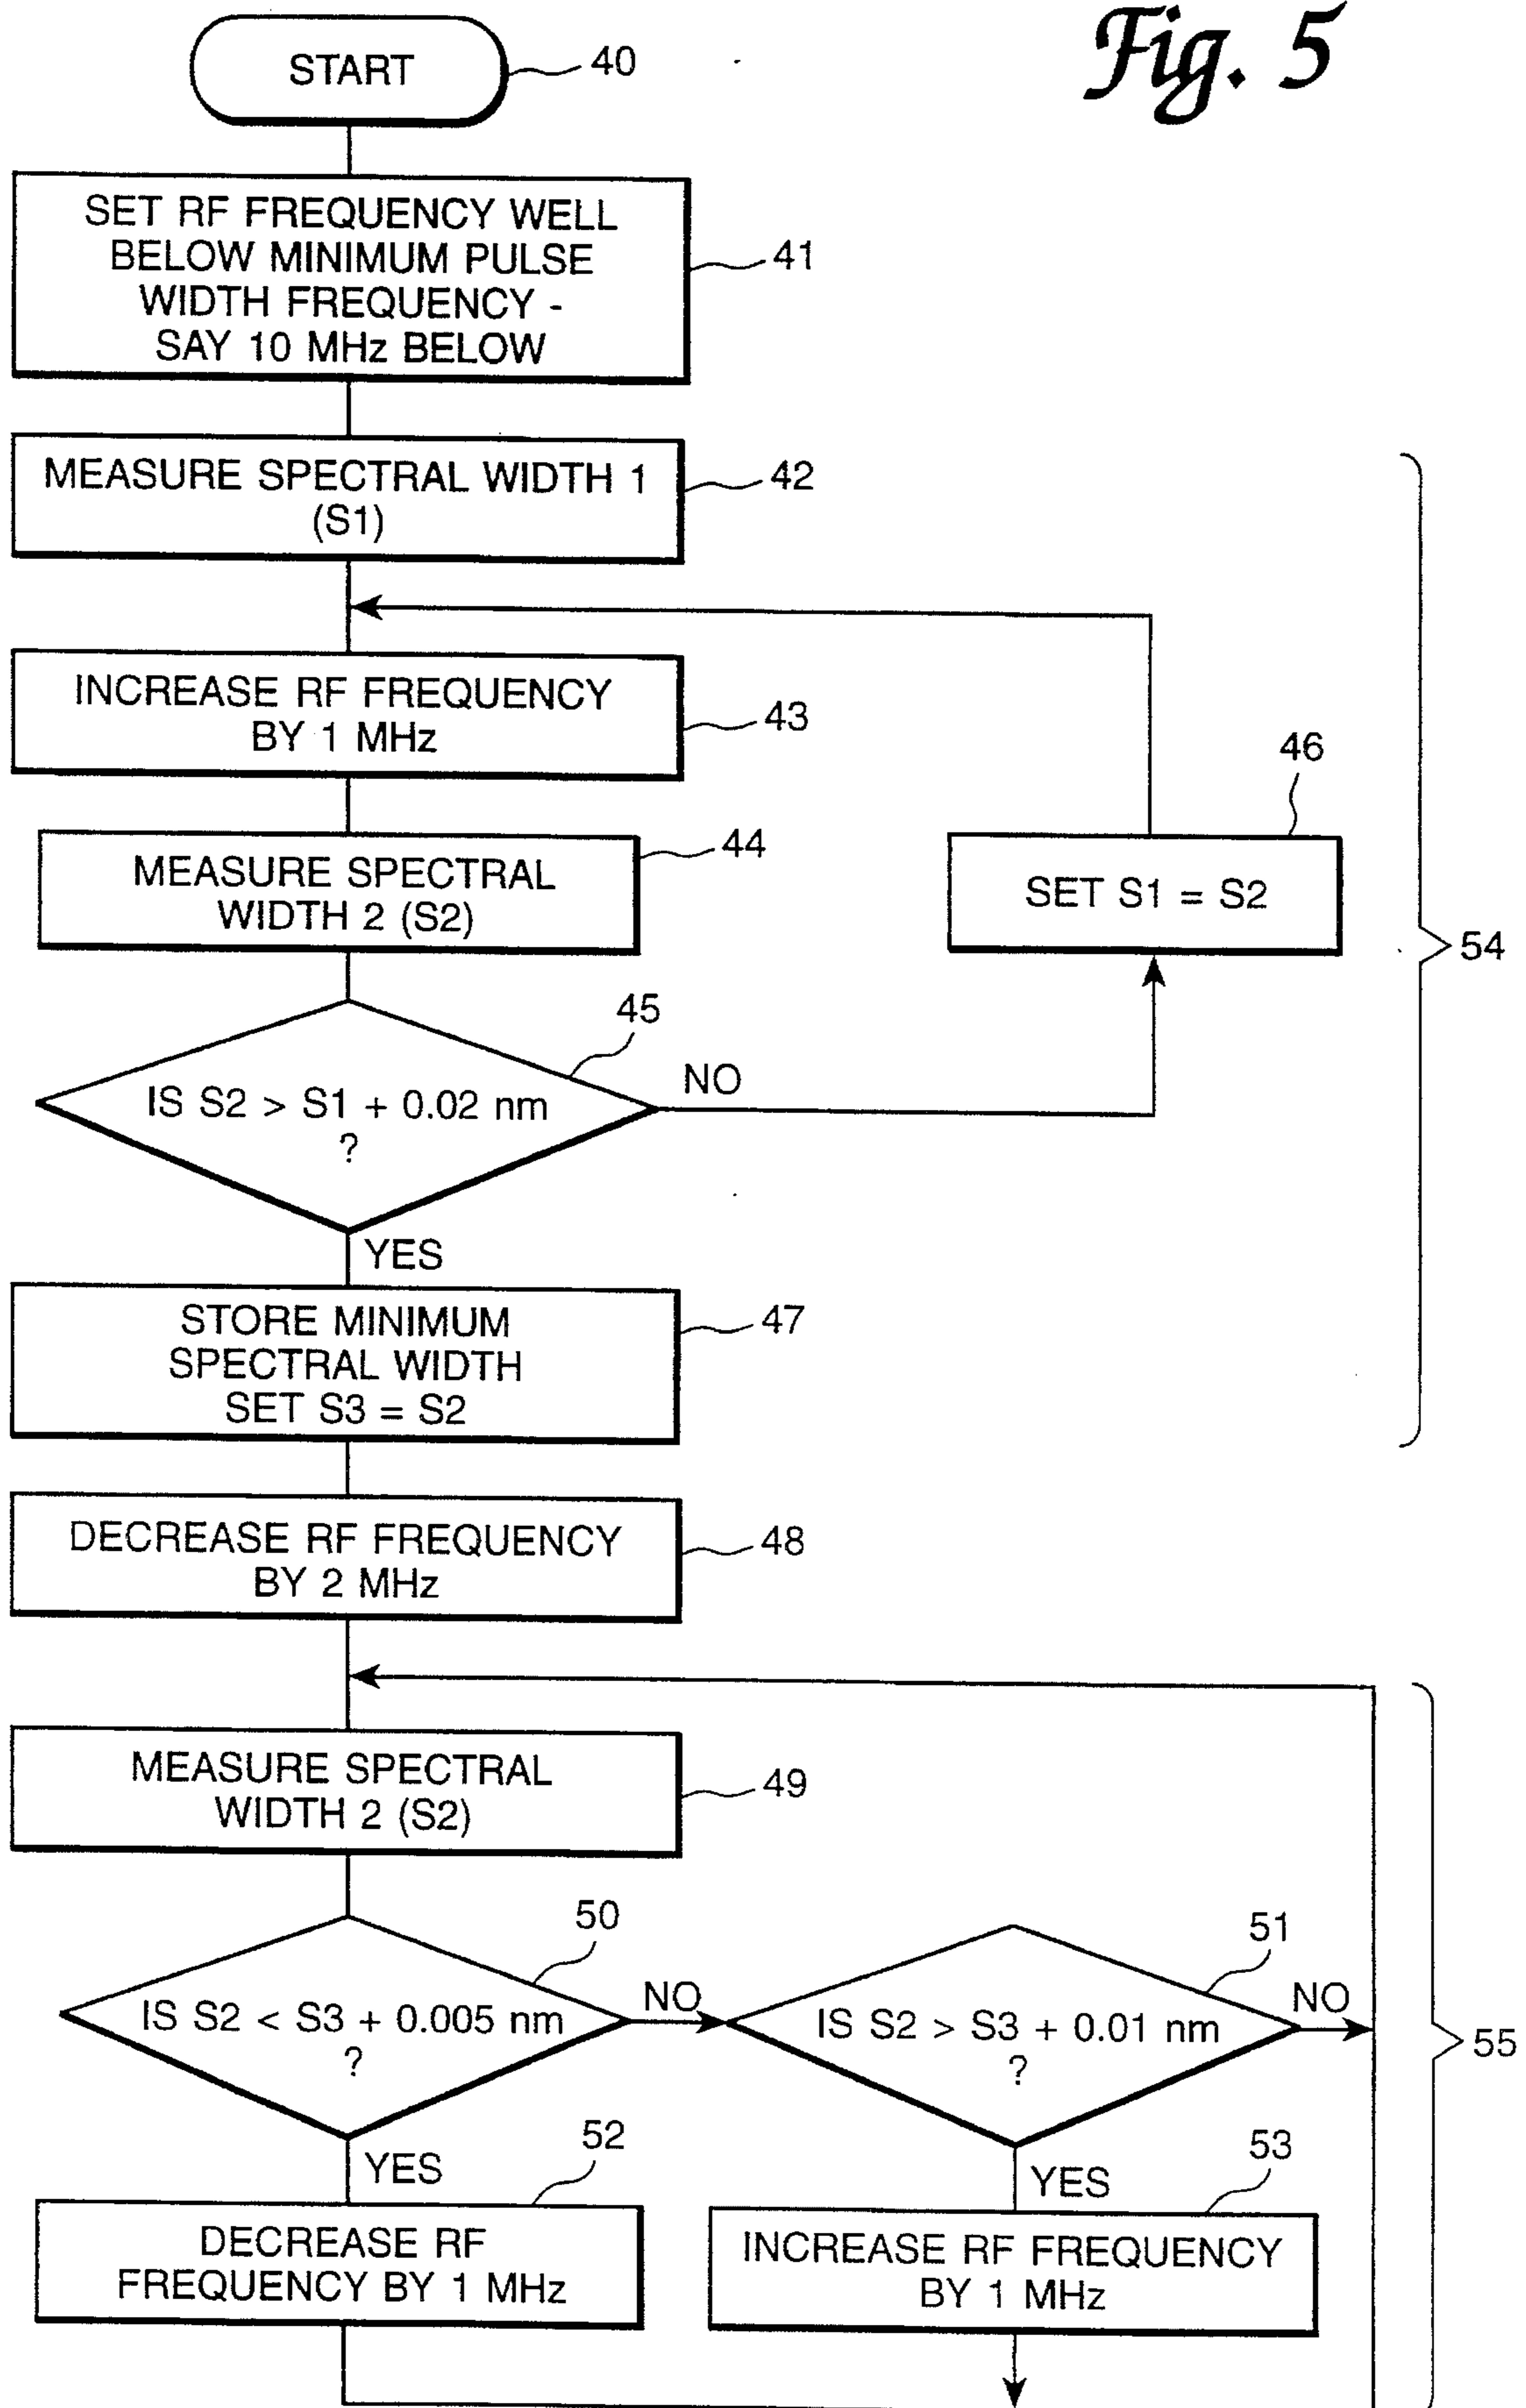 Fig. 5
START
40
SET RF FREQUENCY WELL
BELOW MINIMUM PULSE
WIDTH FREQUENCY -
SAY 10 MHz BELOW
41
MEASURE SPECTRAL WIDTH 1
(S1)
42
INCREASE RF FREQUENCY
BY 1 MHz
43
MEASURE SPECTRAL
WIDTH 2 (S2)
44
46
SET S1 = S2
54
45
IS S2 > S1 + 0.02 nm
?
NO
YES
STORE MINIMUM
SPECTRAL WIDTH
SET S3 = S2
47
DECREASE RF FREQUENCY
BY 2 MHz
48
MEASURE SPECTRAL
WIDTH 2 (S2)
49
50
IS S2 < S3 + 0.005 nm
?
NO
51
IS S2 > S3 + 0.01 nm
?
NO
55
YES
52
DECREASE RF
FREQUENCY BY 1 MHz
YES
53
INCREASE RF FREQUENCY
BY 1 MHz